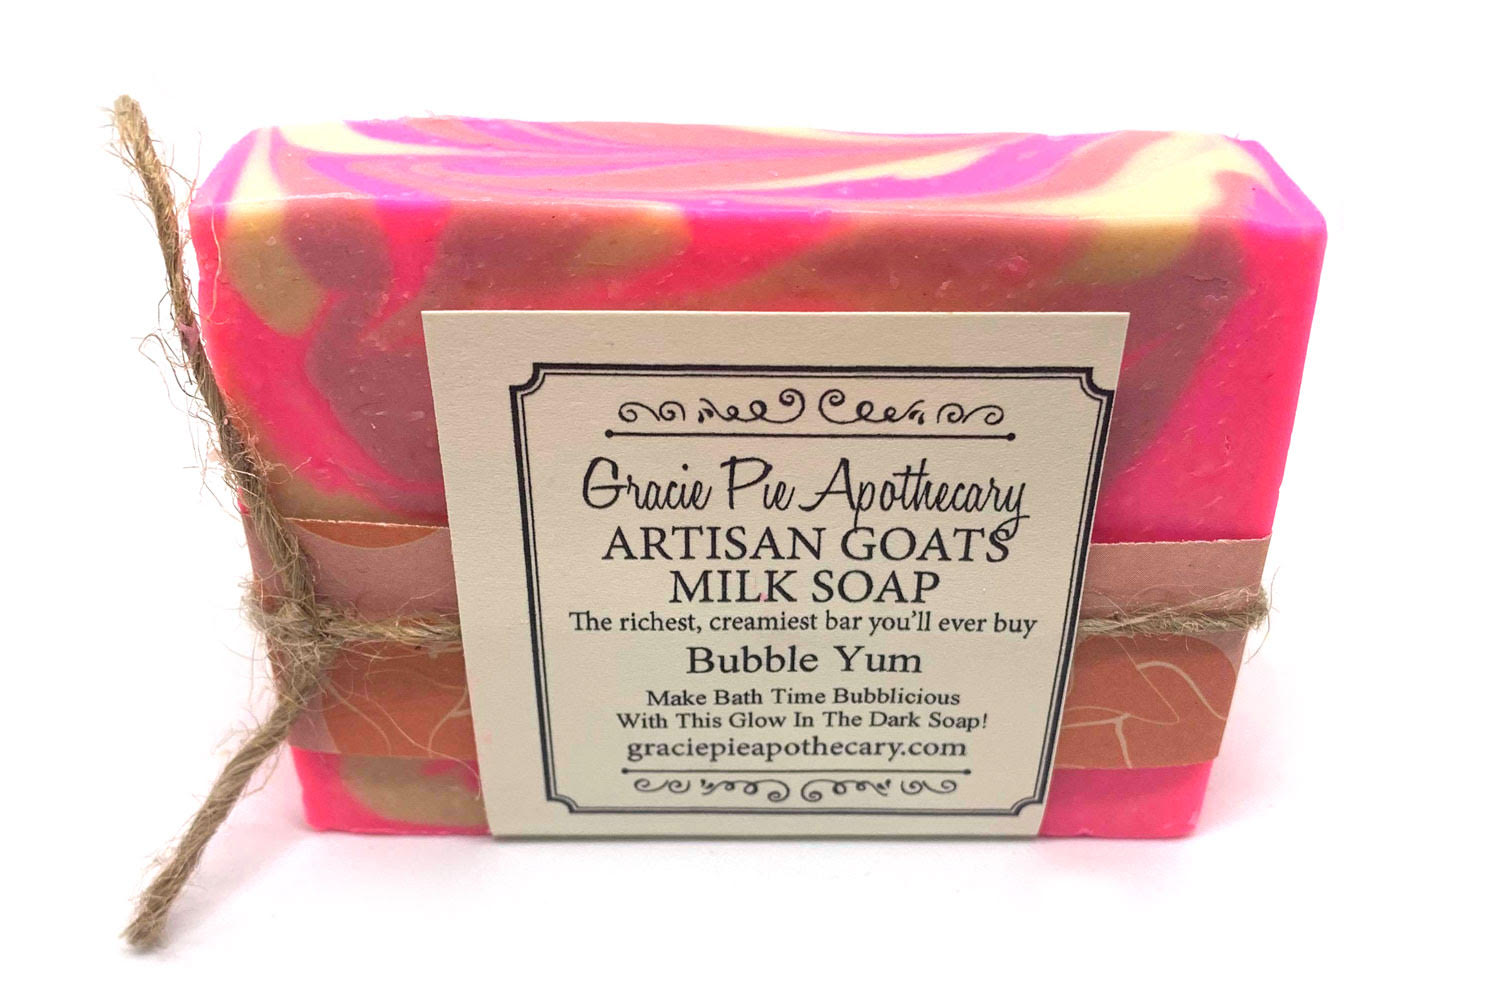 Gracie Pie Apothecary
ARTISAN GOATS
MILK SOAP
The richest, creamiest bar you'll ever buy
Bubble Yum
Make Bath Time Bubblicious
With This Glow In The Dark Soap!
graciepieapothecary.com